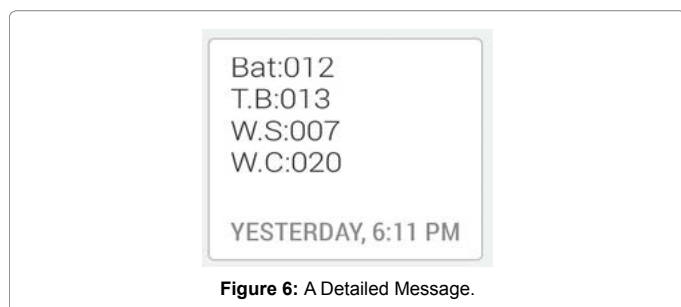 Bat:012
T.B:013
W.S:007
W.C:020
YESTERDAY, 6:11 PM
Figure 6: A Detailed Message.